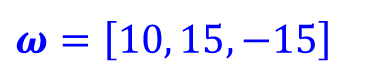 ω = [10, 15, −15]